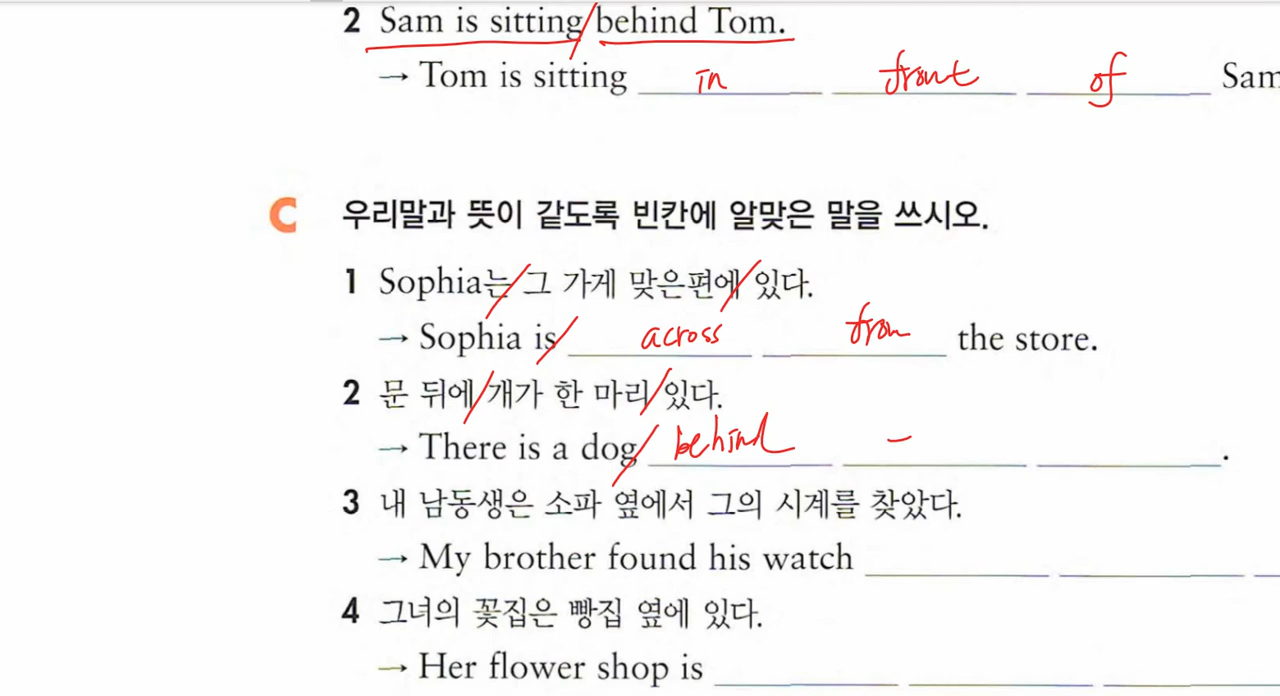 2 Sam is sitting/behind Tom.
→ Tom is sitting in front of Sam
C 우리말과 뜻이 같도록 빈칸에 알맞은 말을 쓰시오.
1 Sophia는/그 가게 맞은편에/있다.
→ Sophia is/ across from the store.
2 문 뒤에/개가 한 마리/있다.
→ There is a dog/ behind .
3 내 남동생은 소파 옆에서 그의 시계를 찾았다.
→ My brother found his watch
4 그녀의 꽃집은 빵집 옆에 있다.
→ Her flower shop is